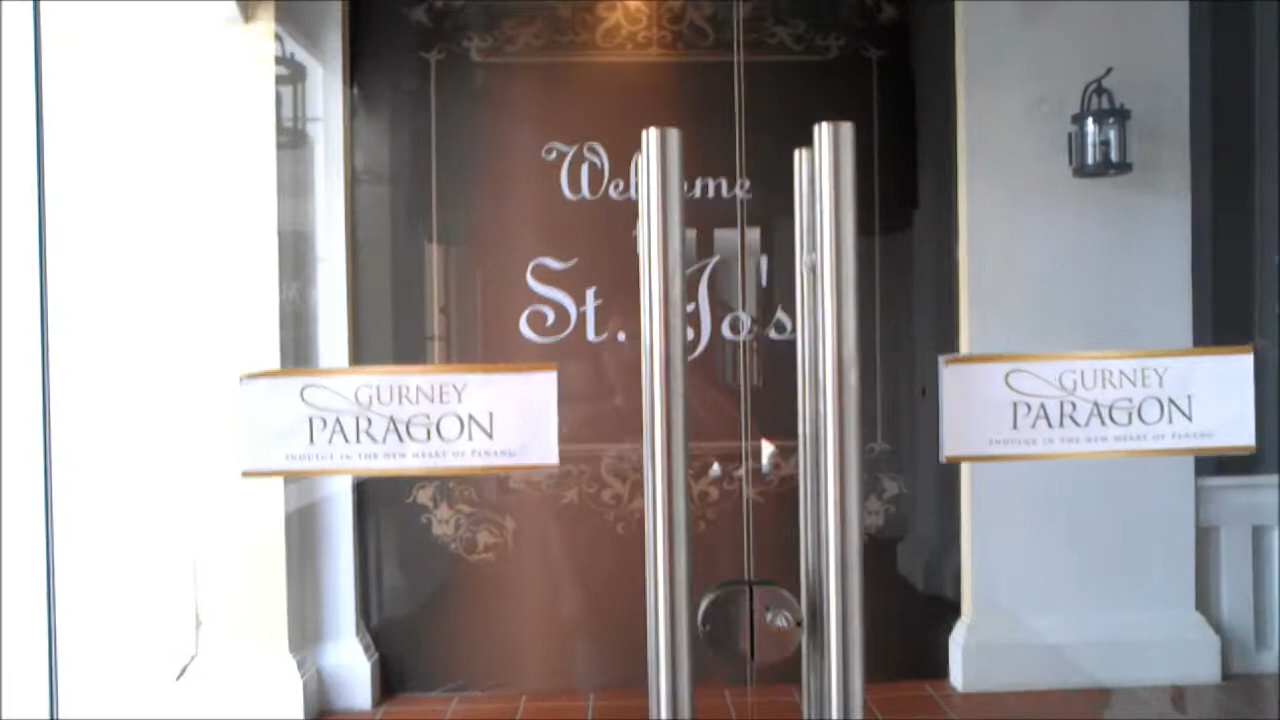 Welcome
St. Jo's
GURNEY
PARAGON
INDULGE IN THE NEW HEART OF PENANG
GURNEY
PARAGON
INDULGE IN THE NEW HEART OF PENANG